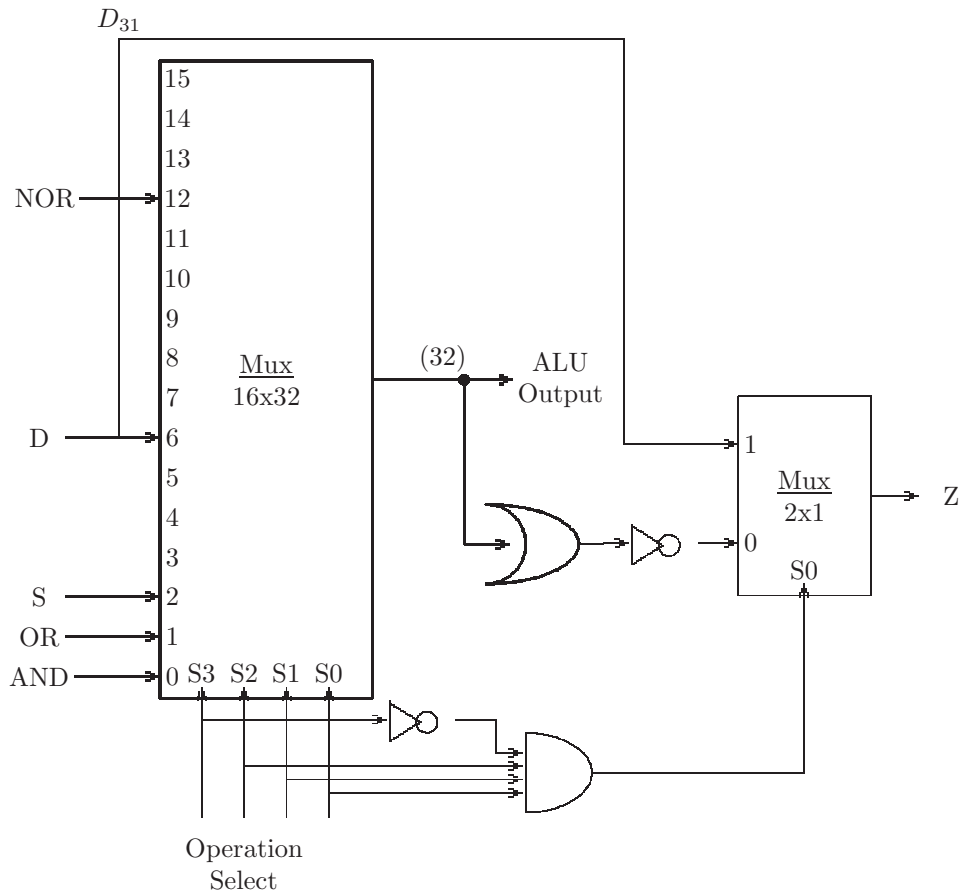 D31
15
14
13
NOR 12
11
10
9
8
7
Mux
16x32
(32)
ALU
Output
D 6
5
4
3
S 2
OR 1
AND 0 S3 S2 S1 S0
1
Mux
2x1
0
S0
Z
Operation
Select